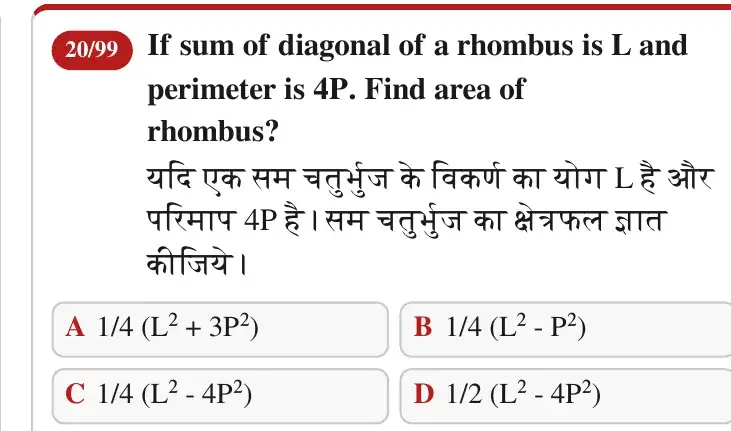 20/99 If sum of diagonal of a rhombus is L and
perimeter is 4P. Find area of
rhombus?
यदि एक सम चतुर्भुज के विकर्ण का योग L है और
परिमाप 4P है। सम चतुर्भुज का क्षेत्रफल ज्ञात
कीजिये।
A 1/4 (L² + 3P²)
B 1/4 (L² - P²)
C 1/4 (L² - 4P²)
D 1/2 (L² - 4P²)